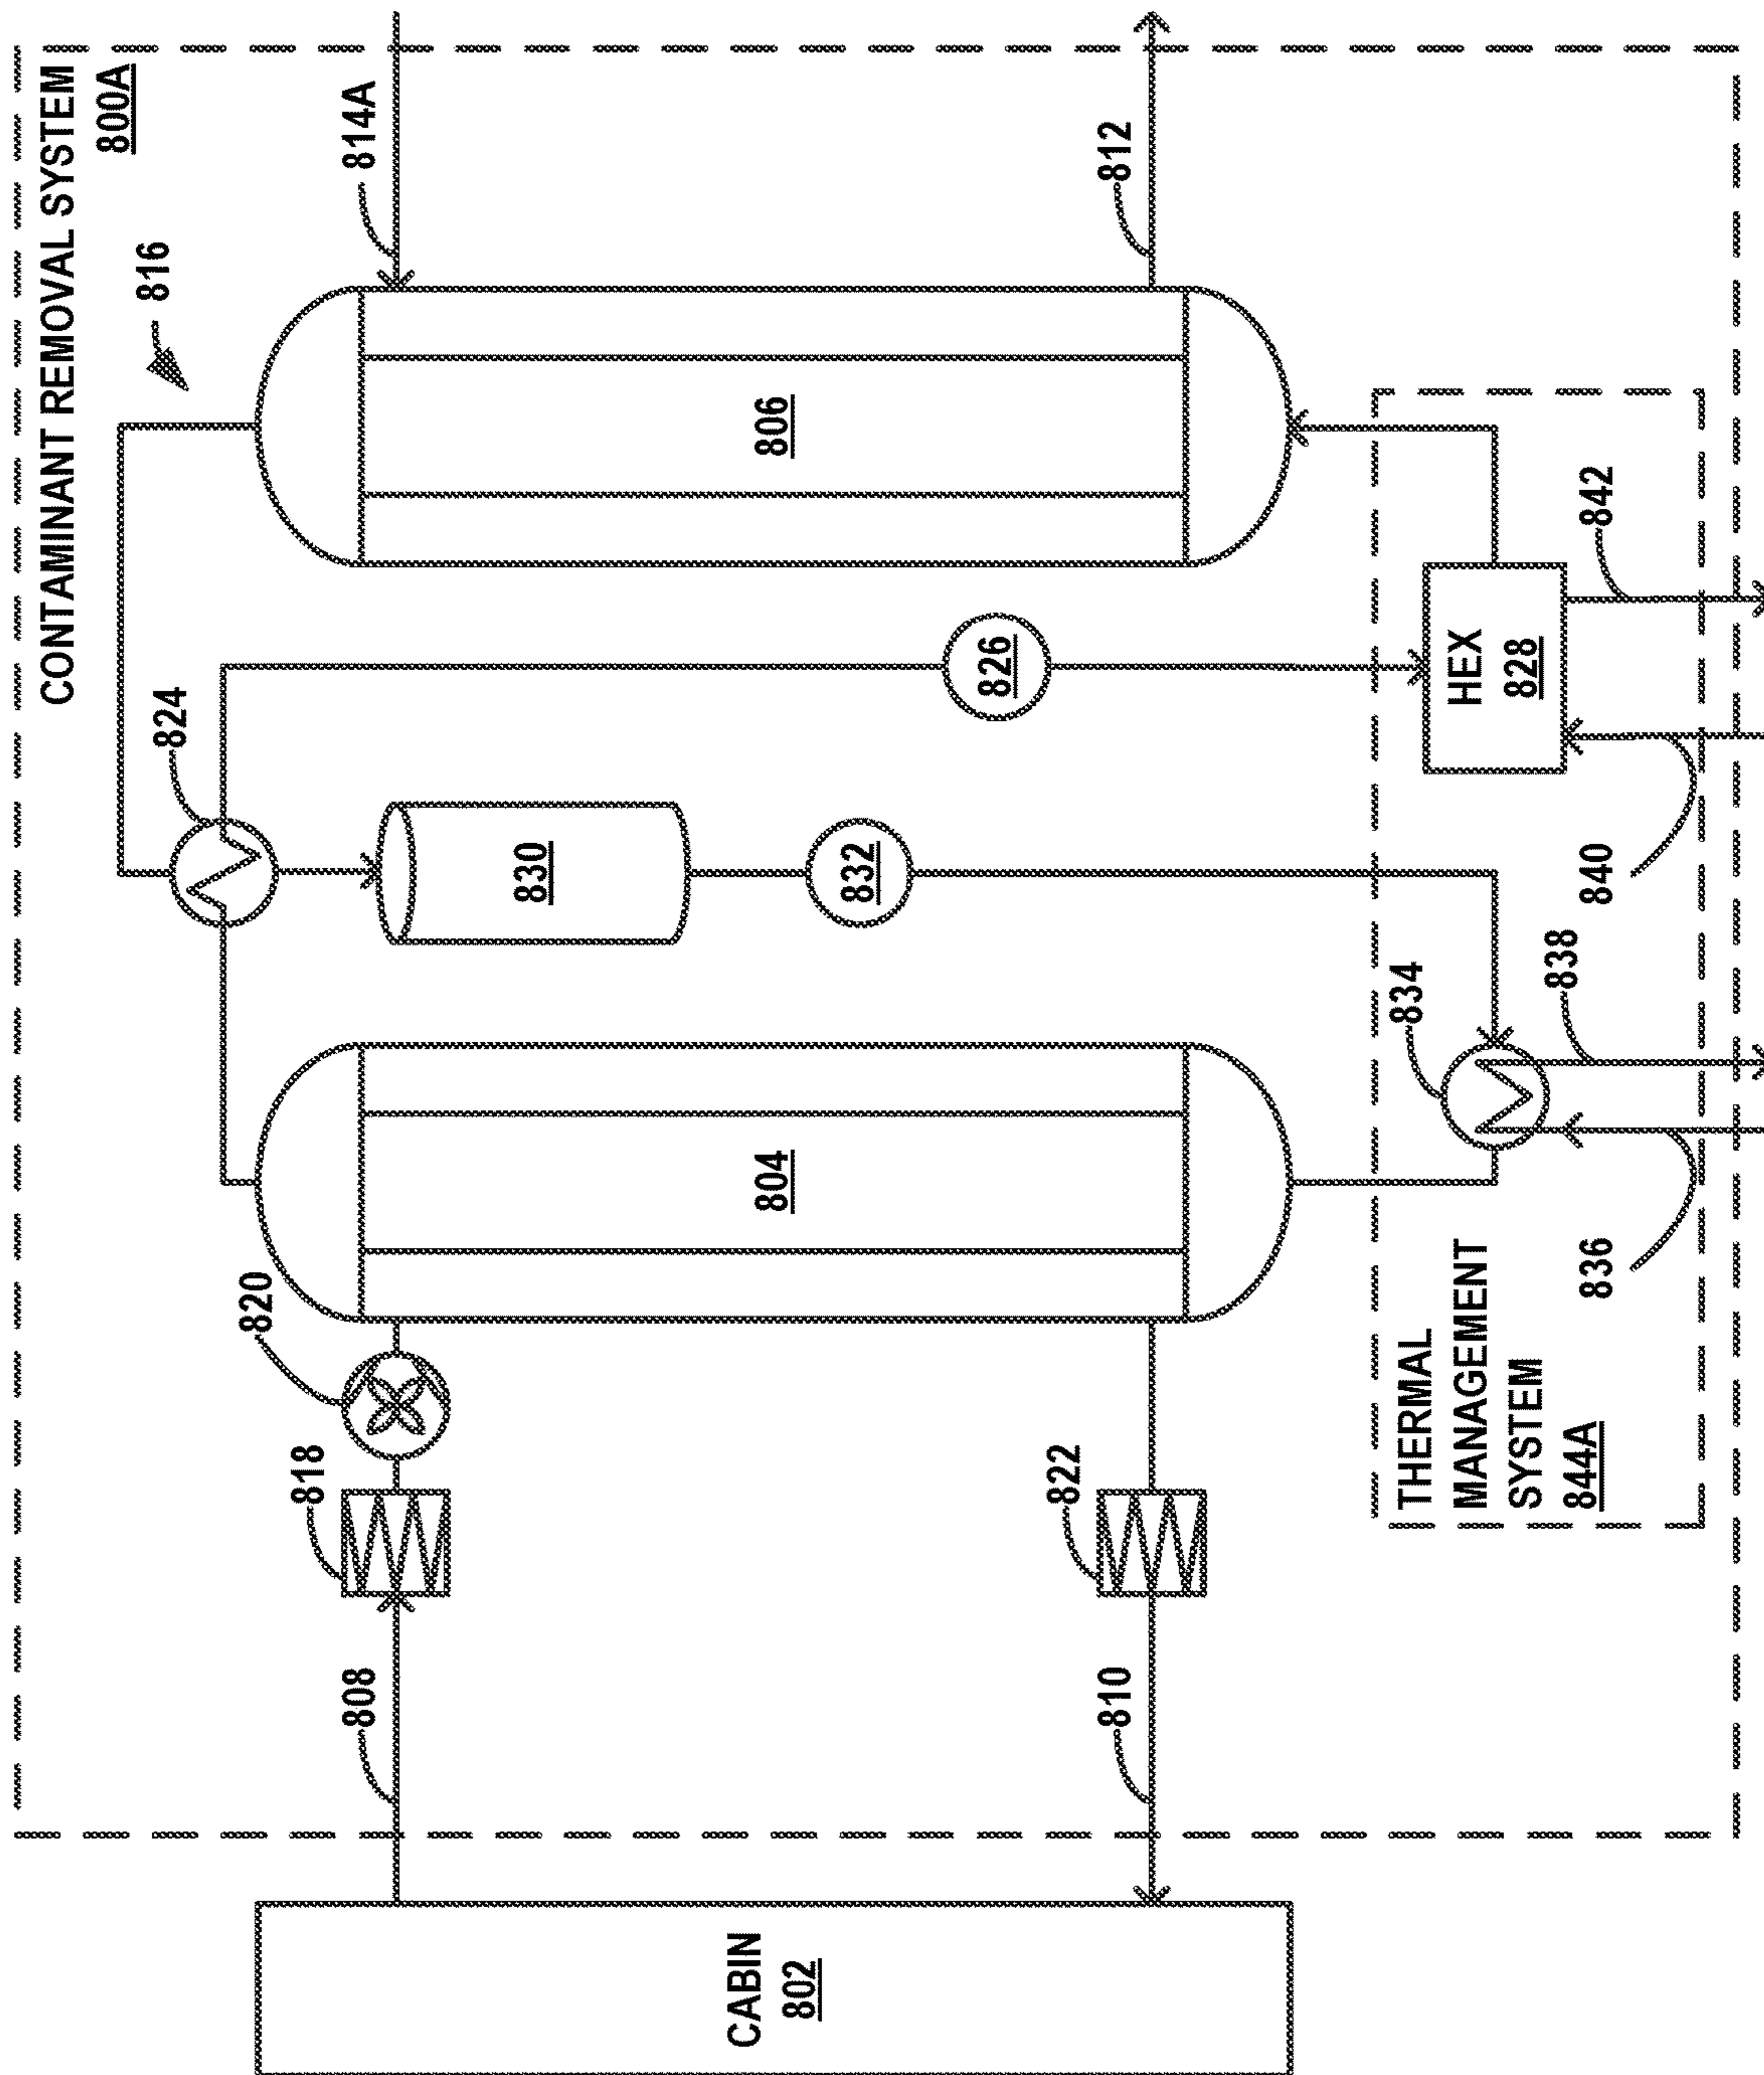 CONTAMINANT REMOVAL SYSTEM
800A
816
814A
812
824
806
826
HEX
828
842
840
830
832
834
838
836
820
804
818
822
THERMAL
MANAGEMENT
SYSTEM
844A
808
810
CABIN
802